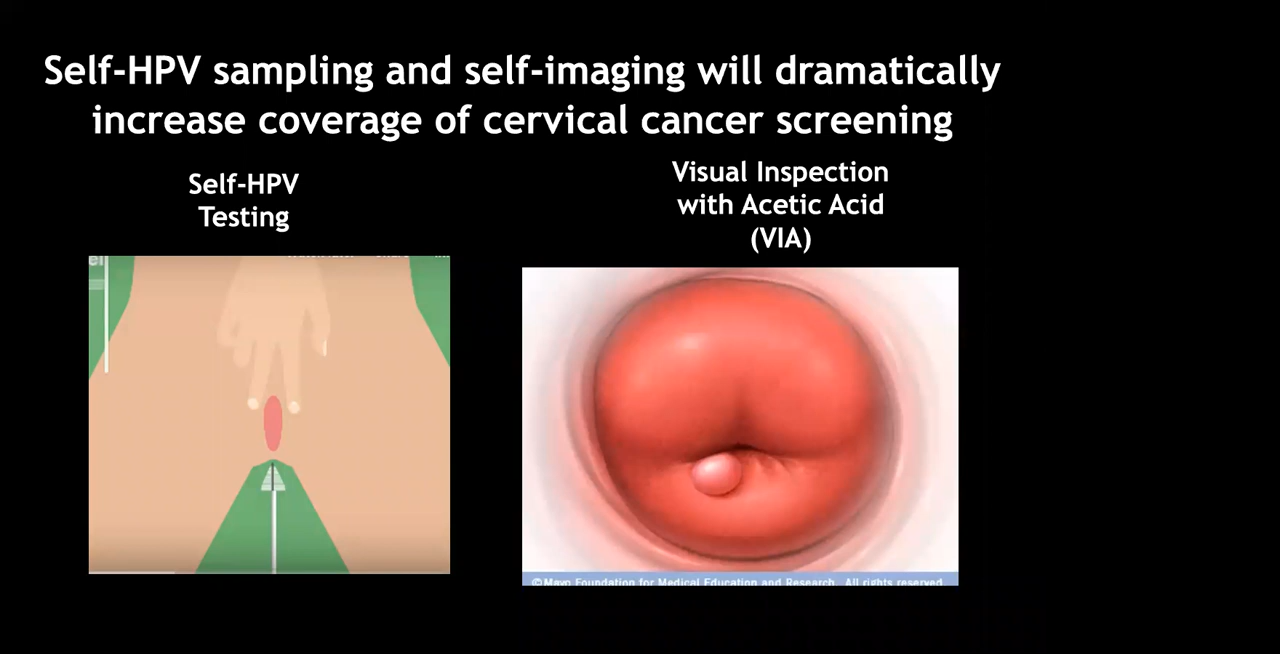 Self-HPV sampling and self-imaging will dramatically
increase coverage of cervical cancer screening
Self-HPV
Testing
Visual Inspection
with Acetic Acid
(VIA)
©Mayo Foundation for Medical Education and Research. All rights reserved.